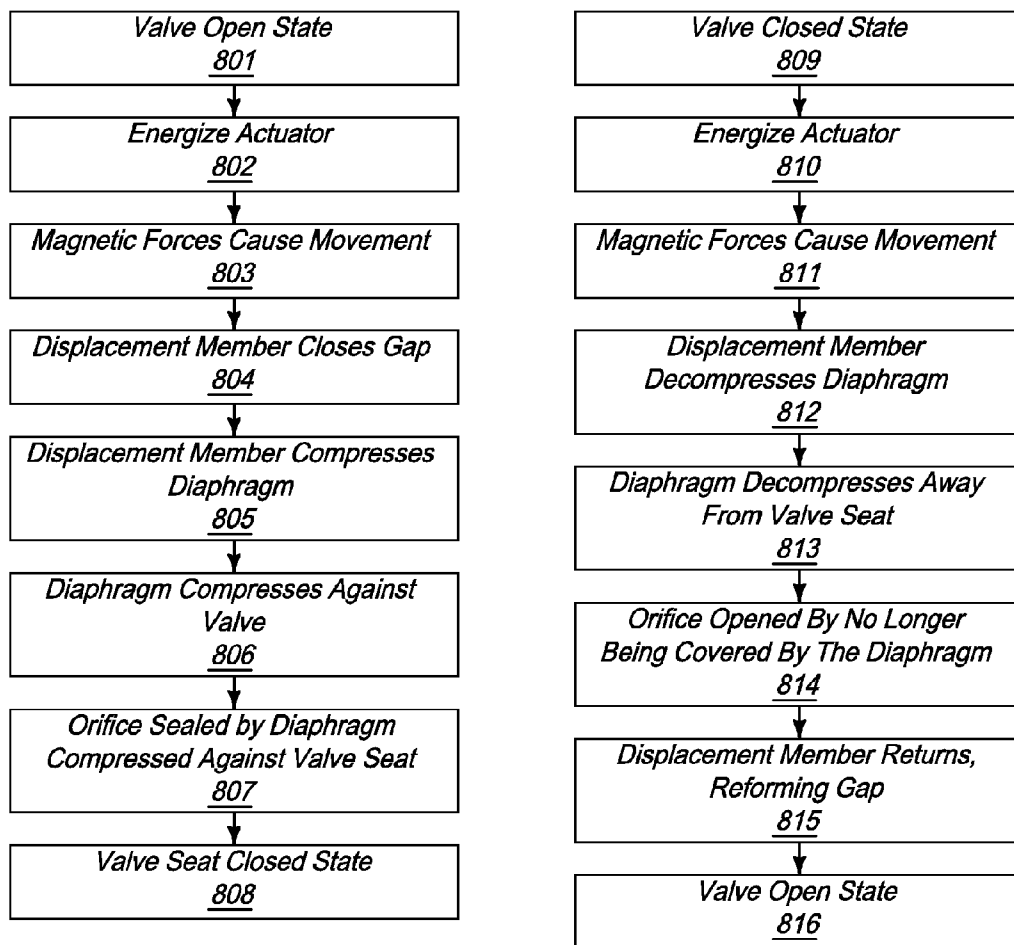 Valve Open State
801
Energize Actuator
802
Magnetic Forces Cause Movement
803
Displacement Member Closes Gap
804
Displacement Member Compresses
Diaphragm
805
Diaphragm Compresses Against
Valve
806
Orifice Sealed by Diaphragm
Compressed Against Valve Seat
807
Valve Seat Closed State
808
Valve Closed State
809
Energize Actuator
810
Magnetic Forces Cause Movement
811
Displacement Member
Decompresses Diaphragm
812
Diaphragm Decompresses Away
From Valve Seat
813
Orifice Opened By No Longer
Being Covered By The Diaphragm
814
Displacement Member Returns,
Reforming Gap
815
Valve Open State
816